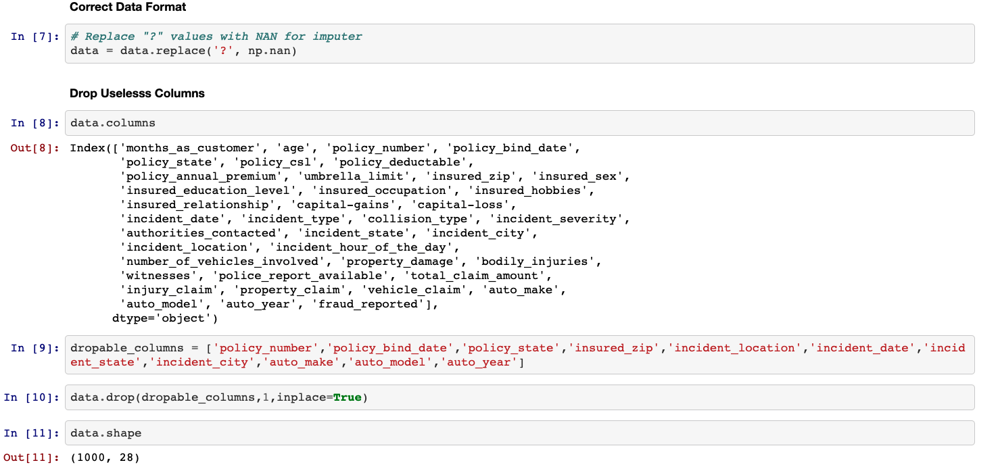 Correct Data Format
In [7]: # Replace "?" values with NAN for imputer
data = data.replace('?', np.nan)
Drop Uselesss Columns
In [8]: data.columns
Out[8]: Index(['months_as_customer', 'age', 'policy_number', 'policy_bind_date',
'policy_state', 'policy_csl', 'policy_deductable',
'policy_annual_premium', 'umbrella_limit', 'insured_zip', 'insured_sex',
'insured_education_level', 'insured_occupation', 'insured_hobbies',
'insured_relationship', 'capital-gains', 'capital-loss',
'incident_date', 'incident_type', 'collision_type', 'incident_severity',
'authorities_contacted', 'incident_state', 'incident_city',
'incident_location', 'incident_hour_of_the_day',
'number_of_vehicles_involved', 'property_damage', 'bodily_injuries',
'witnesses', 'police_report_available', 'total_claim_amount',
'injury_claim', 'property_claim', 'vehicle_claim', 'auto_make',
'auto_model', 'auto_year', 'fraud_reported'],
dtype='object')
In [9]: dropable_columns = ['policy_number','policy_bind_date','policy_state','insured_zip','incident_location','incident_date','incid
ent_state','incident_city','auto_make','auto_model','auto_year']
In [10]: data.drop(dropable_columns,1,inplace=True)
In [11]: data.shape
Out[11]: (1000, 28)